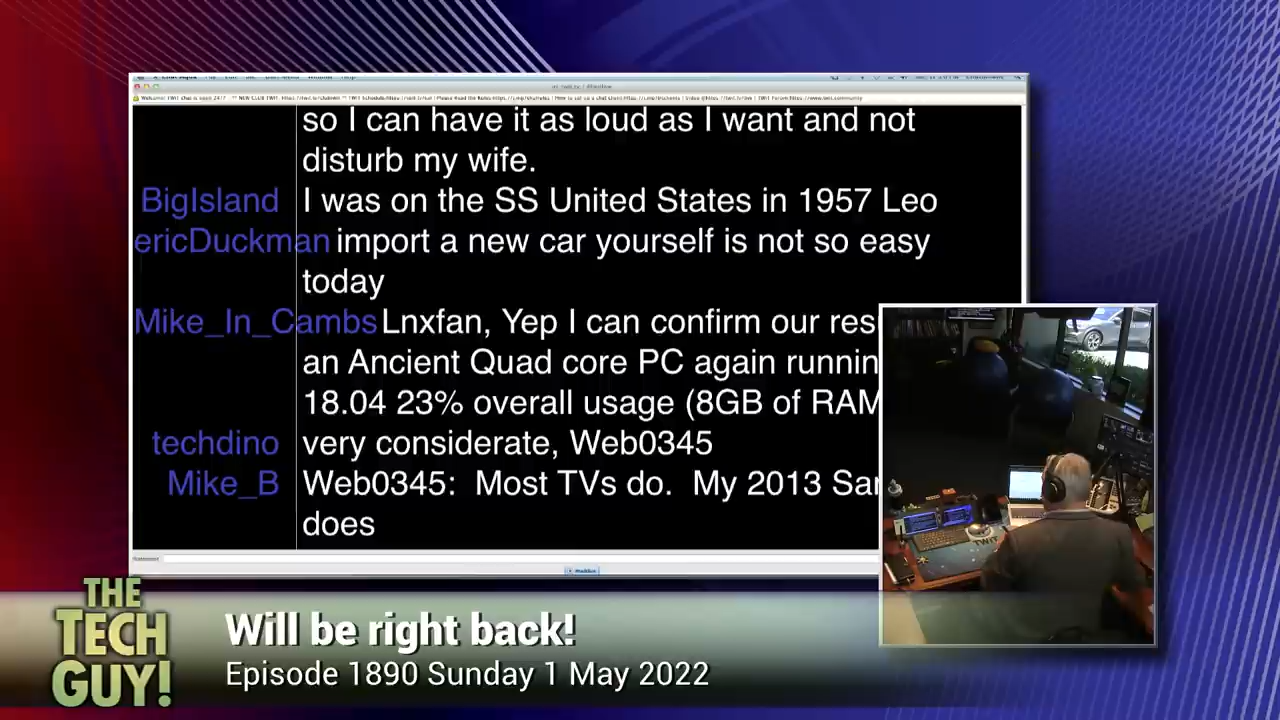 so I can have it as loud as I want and not
disturb my wife.
BigIsland I was on the SS United States in 1957 Leo
ericDuckman import a new car yourself is not so easy
today
Mike_In_Cambs Lnxfan, Yep I can confirm our
an Ancient Quad core PC again
18.04 23% overall usage (8GB of RAM
techdino very considerate, Web0345
Mike_B Web0345: Most TVs do. My 2013
does
THE
TECH
GUY!
Will be right back!
Episode 1890 Sunday 1 May 2022